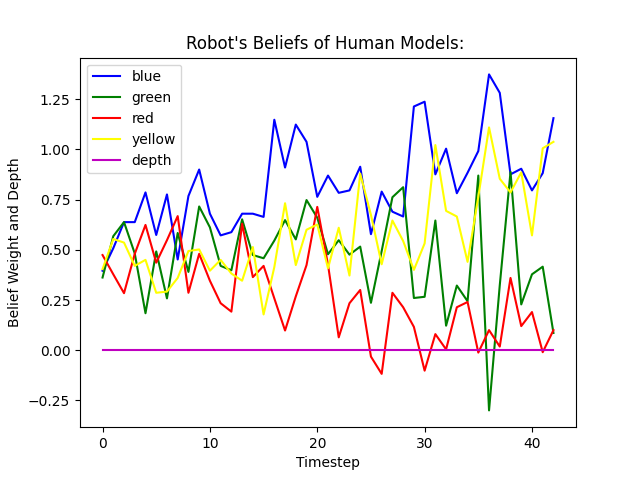 Robot's Beliefs of Human Models:
blue
green
red
yellow
depth
1.25
1.00
0.75
0.50
0.25
0.00
−0.25
Belief Weight and Depth
0 10 20 30 40
Timestep